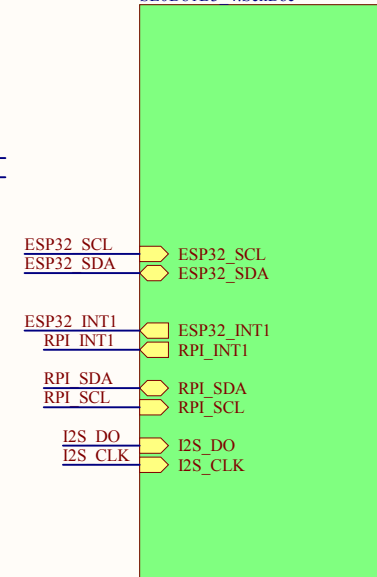 ESP32_SCL ESP32_SCL
ESP32_SDA ESP32_SDA
ESP32_INT1 ESP32_INT1
RPI_INT1 RPI_INT1
RPI_SDA RPI_SDA
RPI_SCL RPI_SCL
I2S_DO I2S_DO
I2S_CLK I2S_CLK